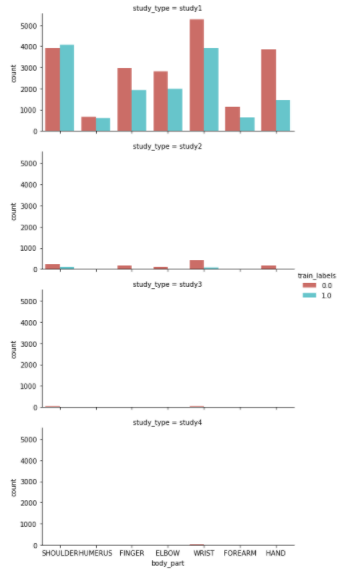 study_type = study1
5000
4000
3000
2000
1000
0
count
study_type = study2
5000
4000
3000
2000
1000
0
count
train_labels
0.0
1.0
study_type = study3
5000
4000
3000
2000
1000
0
count
study_type = study4
5000
4000
3000
2000
1000
0
count
SHOULDER HUMERUS FINGER ELBOW WRIST FOREARM HAND
body_part